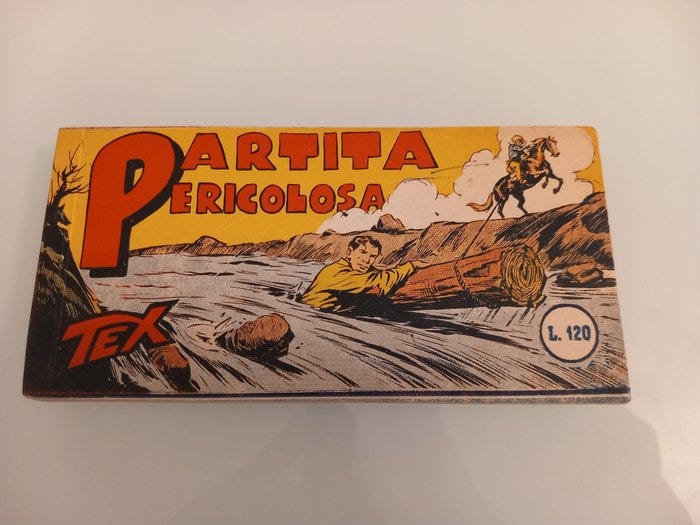 PARTITA
PERICOLOSA
TEX
L. 120